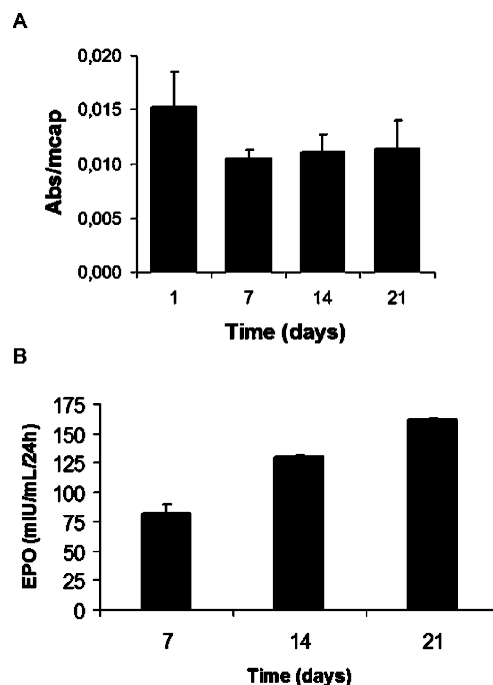 A
Abs/mcap
0,020
0,015
0,010
0,005
0,000
1 7 14 21
Time (days)
B
EPO (mIU/mL/24h)
175
150
125
100
75
50
25
0
7 14 21
Time (days)